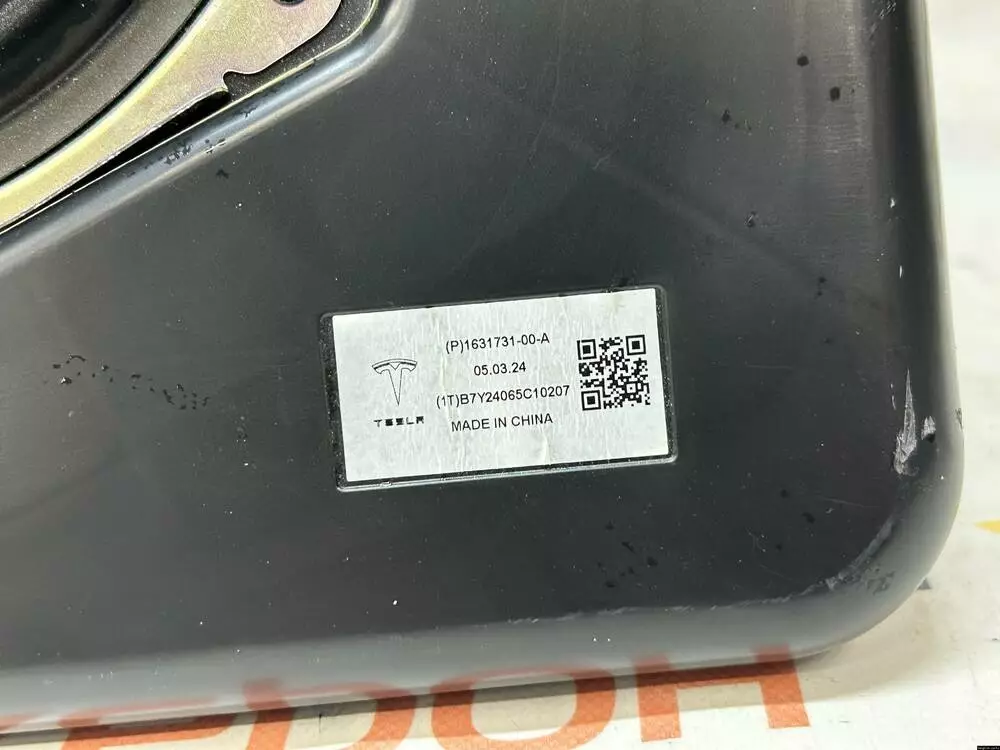 (P)1631731-00-A
05.03.24
(1T)B7Y24065C10207
MADE IN CHINA
TESLA